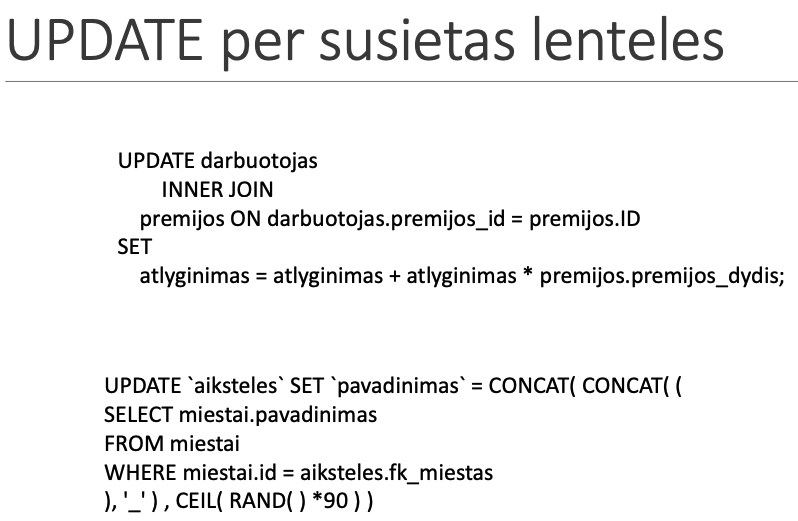 UPDATE per susietas lenteles
UPDATE darbuotojas
INNER JOIN
premijos ON darbuotojas.premijos_id = premijos.ID
SET
atlyginimas = atlyginimas + atlyginimas * premijos.premijos_dydis;
UPDATE `aiksteles` SET `pavadinimas` = CONCAT( CONCAT( (
SELECT miestai.pavadinimas
FROM miestai
WHERE miestai.id = aiksteles.fk_miestas
), '_' ) , CEIL( RAND( ) *90 ) )